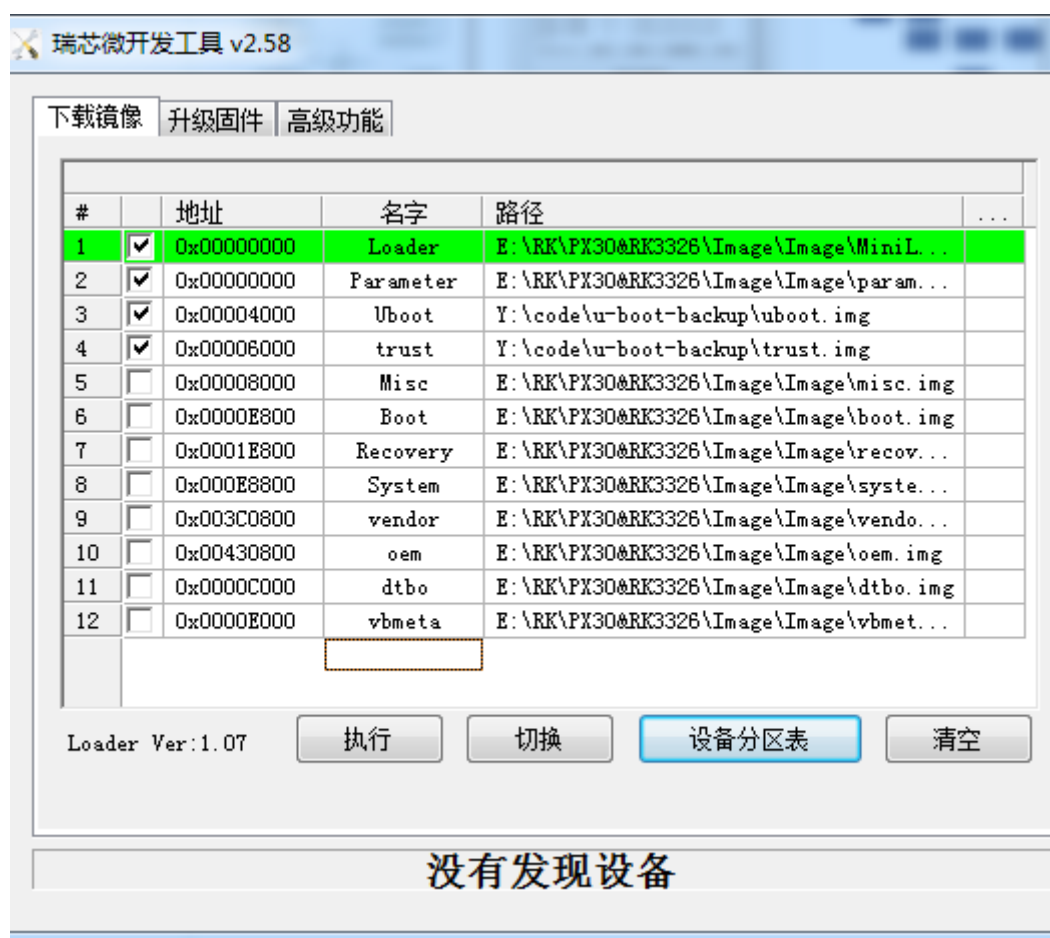 瑞芯微开发工具 v2.58
下载镜像 升级固件 高级功能
# 地址 名字 路径 ...
1 0x00000000 Loader E:\RK\PX30&RK3326\Image\Image\MiniL...
2 0x00000000 Parameter E:\RK\PX30&RK3326\Image\Image\param...
3 0x00004000 Uboot Y:\code\u-boot-backup\uboot.img
4 0x00006000 trust Y:\code\u-boot-backup\trust.img
5 0x00008000 Misc E:\RK\PX30&RK3326\Image\Image\misc.img
6 0x0000E800 Boot E:\RK\PX30&RK3326\Image\Image\boot.img
7 0x0001E800 Recovery E:\RK\PX30&RK3326\Image\Image\recov...
8 0x000E8800 System E:\RK\PX30&RK3326\Image\Image\syste...
9 0x003C0800 vendor E:\RK\PX30&RK3326\Image\Image\vendo...
10 0x00430800 oem E:\RK\PX30&RK3326\Image\Image\oem.img
11 0x0000C000 dtbo E:\RK\PX30&RK3326\Image\Image\dtbo.img
12 0x0000E000 vbmeta E:\RK\PX30&RK3326\Image\Image\vbmet...
Loader Ver:1.07 执行 切换 设备分区表 清空
没有发现设备